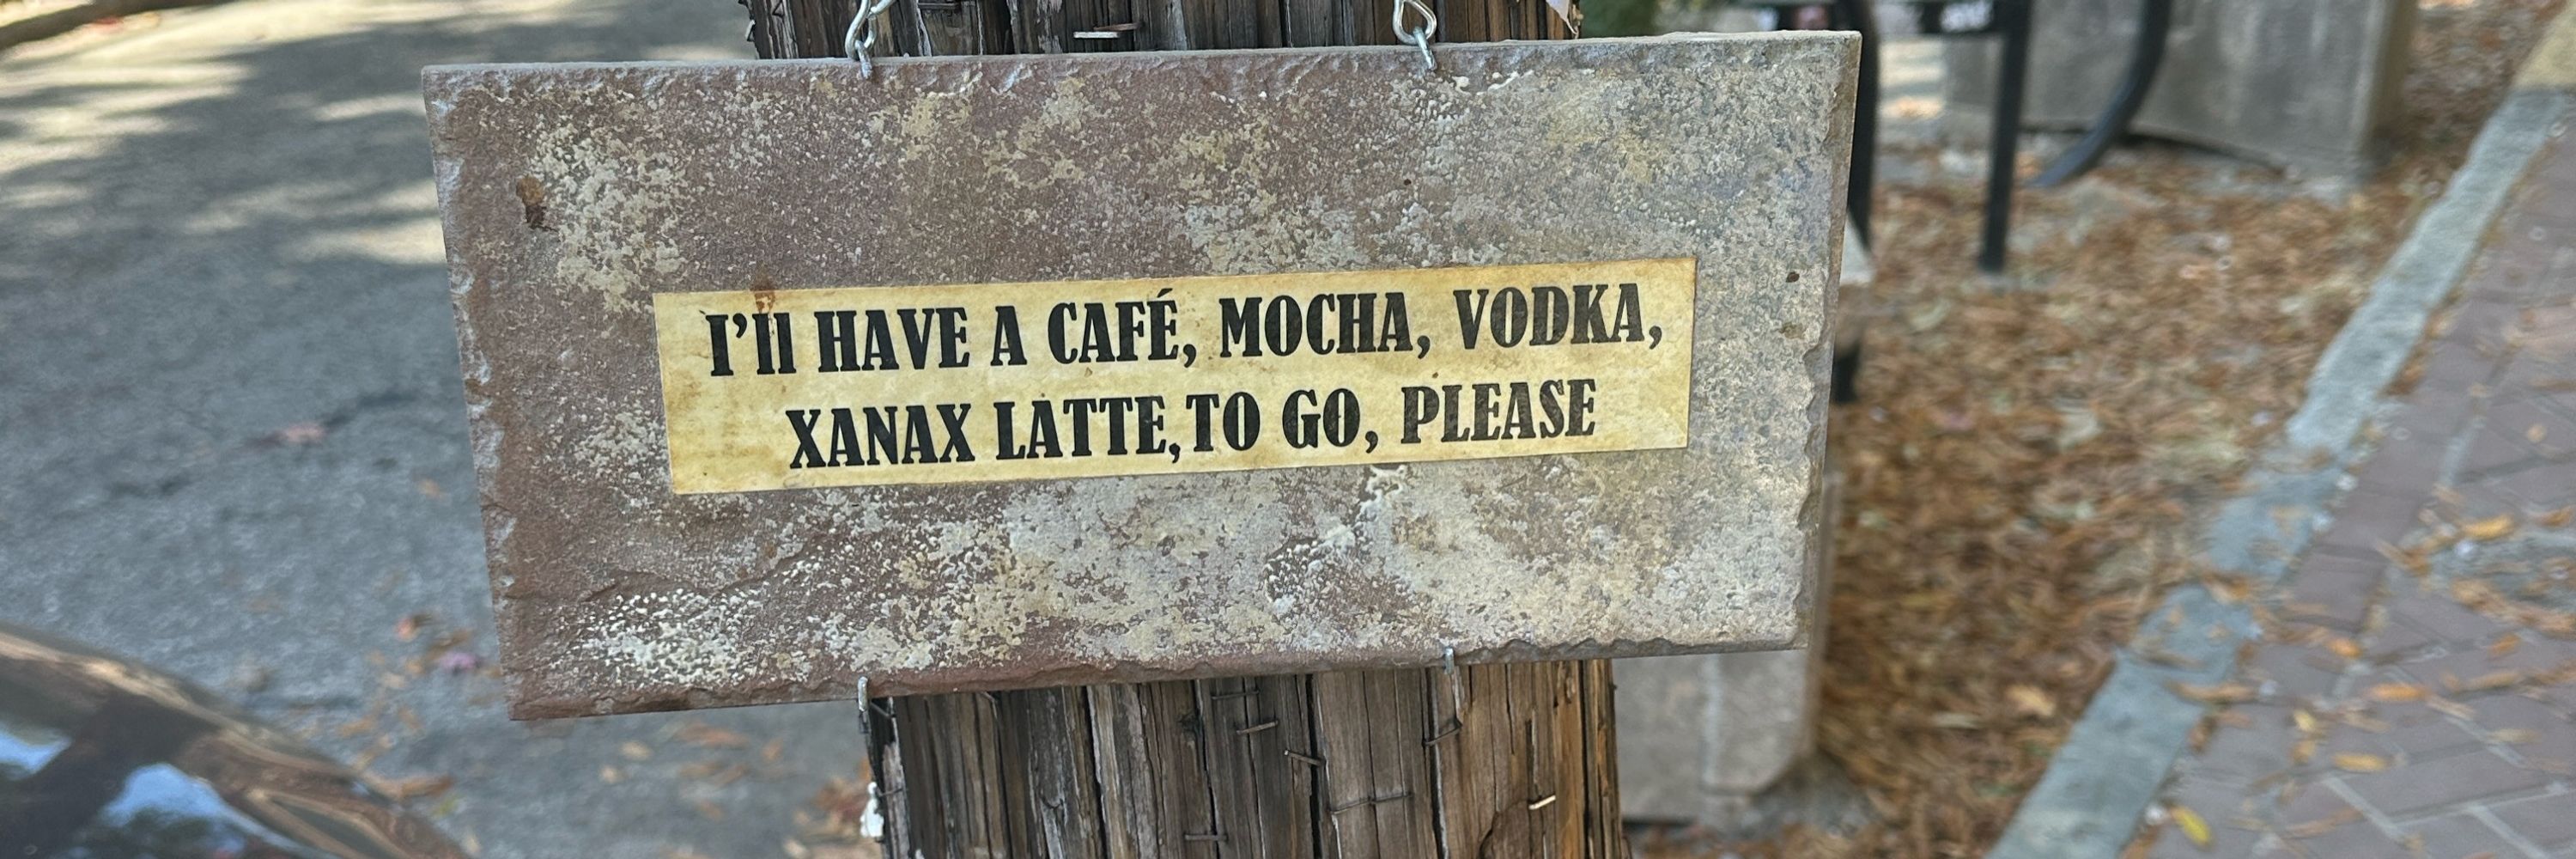 I'll HAVE A CAFÉ, MOCHA, VODKA,
XANAX LATTE,TO GO, PLEASE